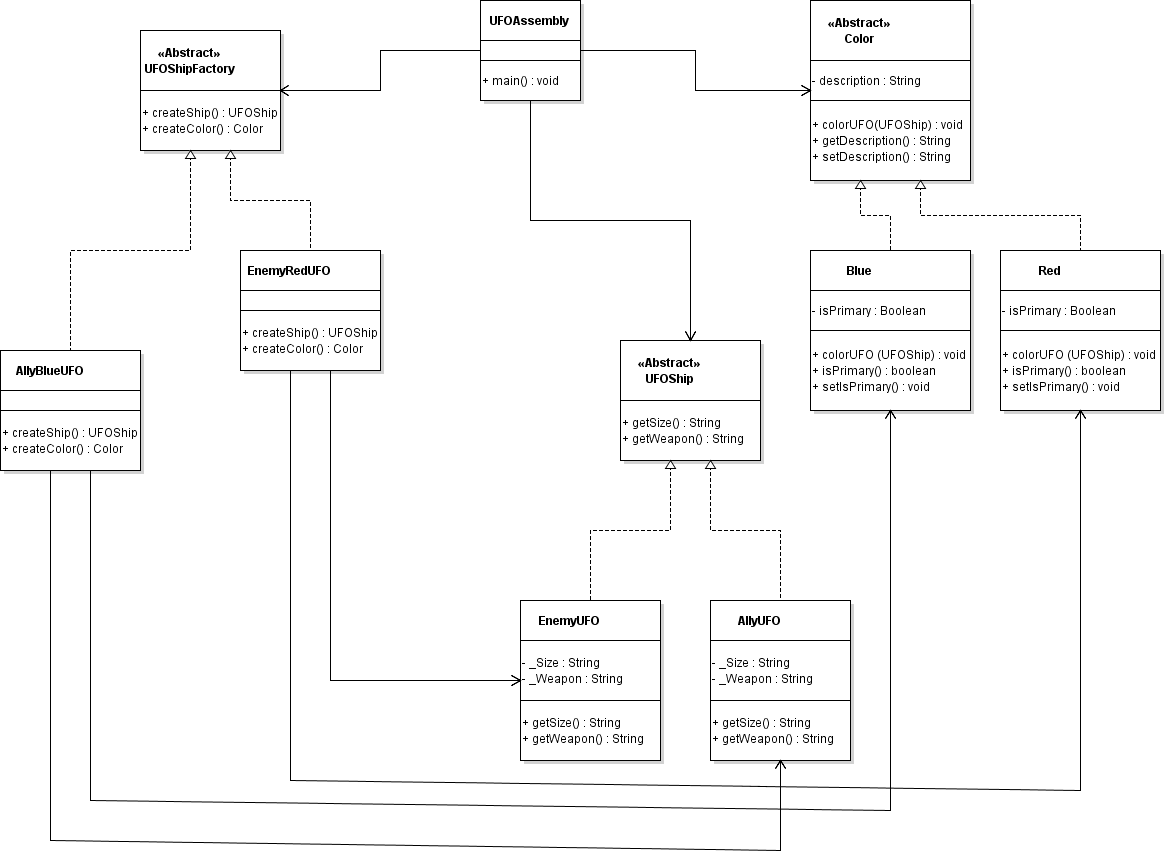 UFOAssembly
+ main() : void
«Abstract»
UFOShipFactory
+ createShip() : UFOShip
+ createColor() : Color
«Abstract»
Color
- description : String
+ colorUFO(UFOShip) : void
+ getDescription() : String
+ setDescription() : String
EnemyRedUFO
+ createShip() : UFOShip
+ createColor() : Color
Blue
- isPrimary : Boolean
+ colorUFO (UFOShip) : void
+ isPrimary() : boolean
+ setIsPrimary() : void
Red
- isPrimary : Boolean
+ colorUFO (UFOShip) : void
+ isPrimary() : boolean
+ setIsPrimary() : void
AllyBlueUFO
+ createShip() : UFOShip
+ createColor() : Color
«Abstract»
UFOShip
+ getSize() : String
+ getWeapon() : String
EnemyUFO
- _Size : String
- _Weapon : String
+ getSize() : String
+ getWeapon() : String
AllyUFO
- _Size : String
- _Weapon : String
+ getSize() : String
+ getWeapon() : String